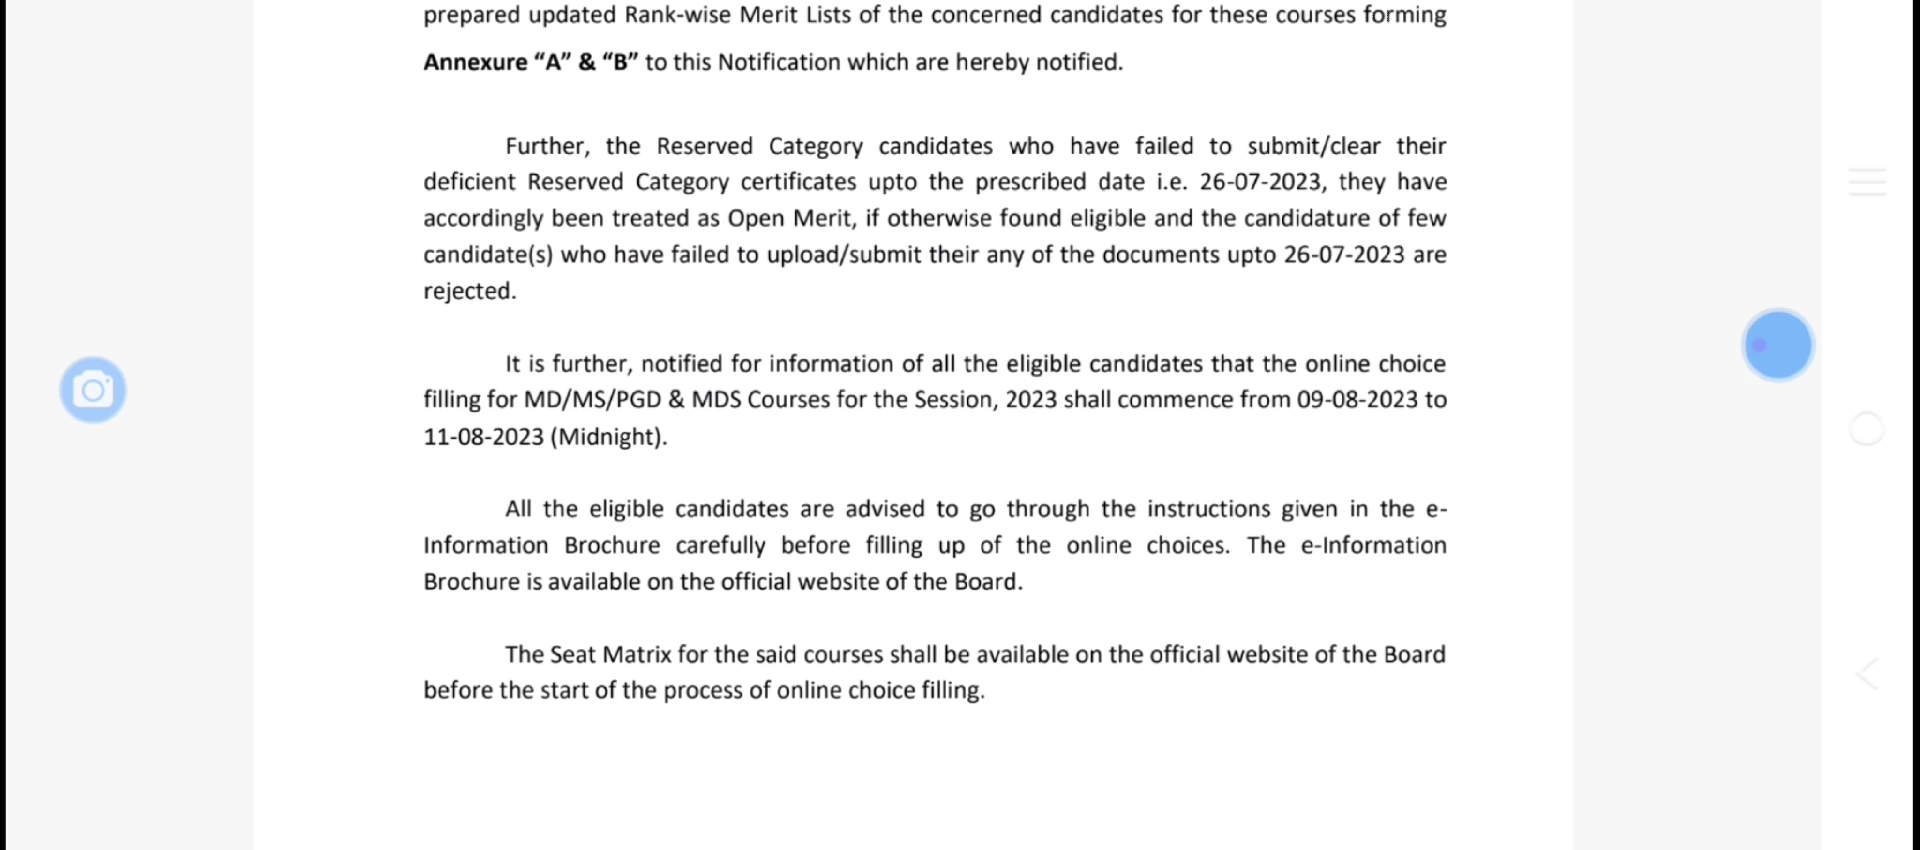 prepared updated Rank-wise Merit Lists of the concerned candidates for these courses forming
Annexure “A” & “B” to this Notification which are hereby notified.
Further, the Reserved Category candidates who have failed to submit/clear their
deficient Reserved Category certificates upto the prescribed date i.e. 26-07-2023, they have
accordingly been treated as Open Merit, if otherwise found eligible and the candidature of few
candidate(s) who have failed to upload/submit their any of the documents upto 26-07-2023 are
rejected.
It is further, notified for information of all the eligible candidates that the online choice
filling for MD/MS/PGD & MDS Courses for the Session, 2023 shall commence from 09-08-2023 to
11-08-2023 (Midnight).
All the eligible candidates are advised to go through the instructions given in the e-
Information Brochure carefully before filling up of the online choices. The e-Information
Brochure is available on the official website of the Board.
The Seat Matrix for the said courses shall be available on the official website of the Board
before the start of the process of online choice filling.